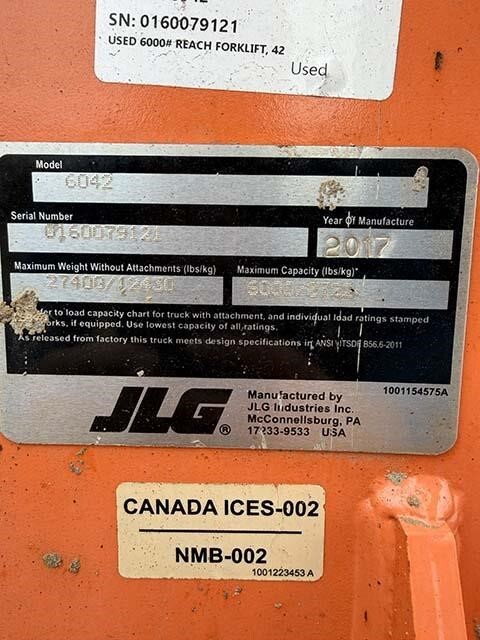 SN: 0160079121
USED 6000# REACH FORKLIFT, 42
Used
Model
6042
Serial Number
0160079121
Year Of Manufacture
2017
Maximum Weight Without Attachments (lbs/kg)
27400/12430
Maximum Capacity (lbs/kg)*
6000/2722
to load capacity chart for truck with attachment, and individual load ratings stamped
if equipped. Use lowest capacity of all ratings.
As released from factory this truck meets design specifications in ANSI/ITSDF B56.6-2011
1001154575A
JLG®
Manufactured by
JLG Industries Inc.
McConnellsburg, PA
17233-9533 USA
CANADA ICES-002
NMB-002
1001223453 A